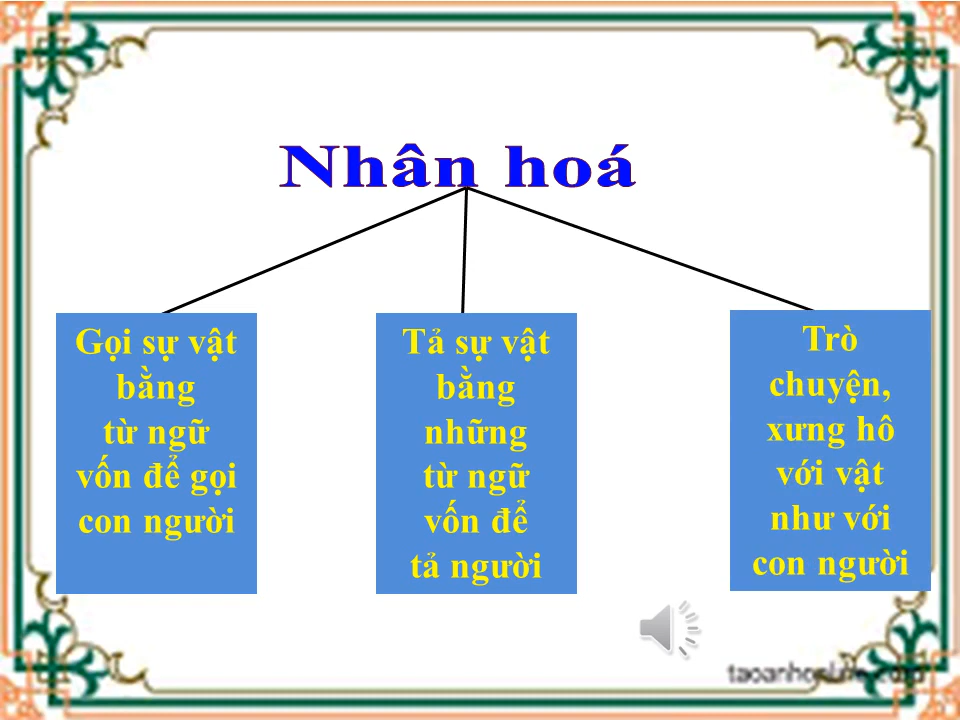 Nhân hoá
Gọi sự vật
bằng
từ ngữ
vốn để gọi
con người
Tả sự vật
bằng
những
từ ngữ
vốn để
tả người
Trò
chuyện,
xưng hô
với vật
như với
con người